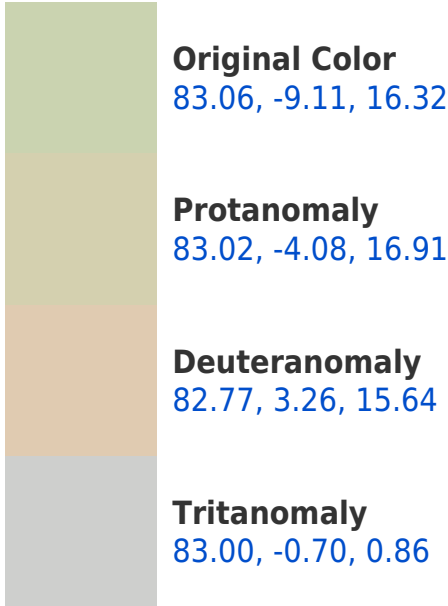 Original Color
83.06, -9.11, 16.32
Protanomaly
83.02, -4.08, 16.91
Deuteranomaly
82.77, 3.26, 15.64
Tritanomaly
83.00, -0.70, 0.86